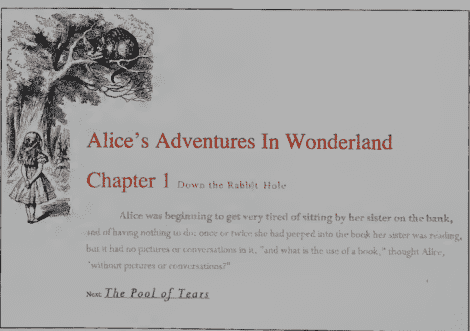 Alice's Adventures In Wonderland
Chapter 1 Down the Rabbit Hole
Alice was beginning to get very tired of sitting by her sister on the bank,
and of having nothing to do: once or twice she had peeped into the book her sister was reading,
but it had no pictures or conversations in it, "and what is the use of a book," thought Alice,
"without pictures or conversations?"
Next: The Pool of Tears